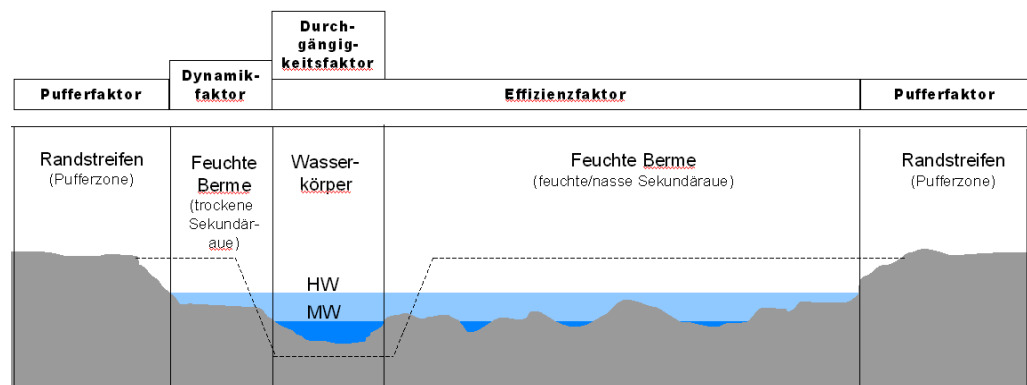 Durch-
gängig-
keitsfaktor
Dynamik-
faktor
Pufferfaktor
Effizienzfaktor
Pufferfaktor
Randstreifen
(Pufferzone)
Feuchte
Berme
(trockene
Sekundär-
aue)
Wasser-
körper
Feuchte Berme
(feuchte/nasse Sekundäraue)
Randstreifen
(Pufferzone)
HW
MW